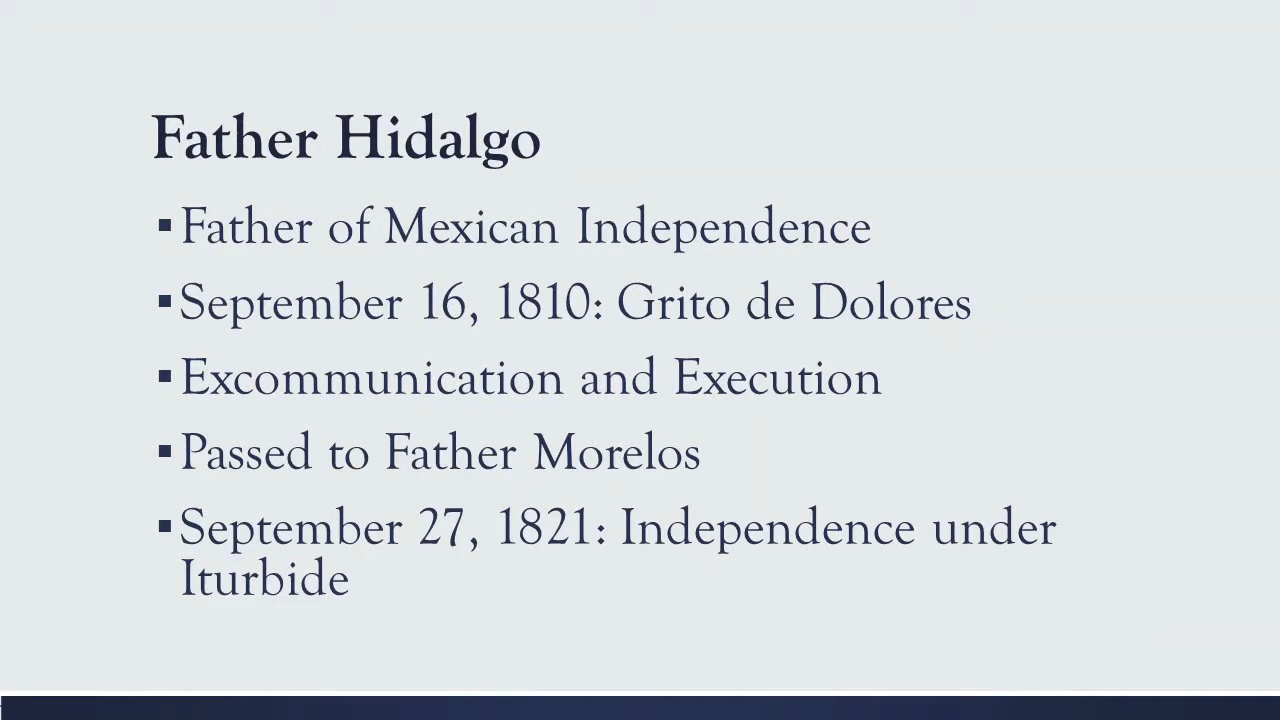 Father Hidalgo
▪Father of Mexican Independence
▪September 16, 1810: Grito de Dolores
▪Excommunication and Execution
▪Passed to Father Morelos
▪September 27, 1821: Independence under
Iturbide